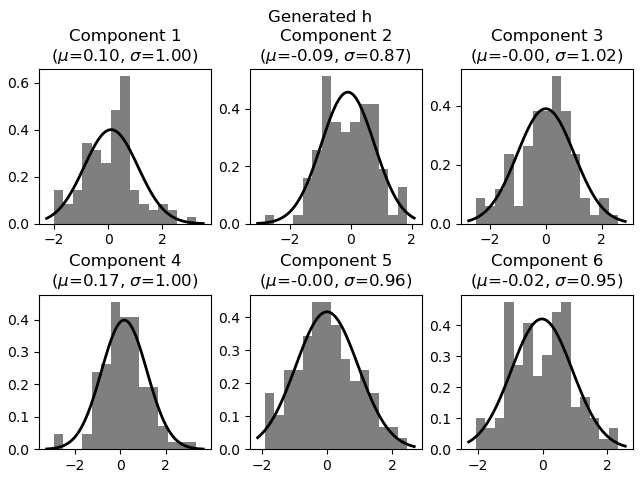 Generated h
Component 1
(μ=0.10, σ=1.00)
Component 2
(μ=-0.09, σ=0.87)
Component 3
(μ=-0.00, σ=1.02)
0.6
0.4
0.2
0.0
−2 0 2
0.4
0.2
0.0
−2 0 2
0.4
0.2
0.0
−2 0 2
Component 4
(μ=0.17, σ=1.00)
Component 5
(μ=-0.00, σ=0.96)
Component 6
(μ=-0.02, σ=0.95)
0.4
0.3
0.2
0.1
0.0
−2 0 2
0.4
0.3
0.2
0.1
0.0
−2 0 2
0.4
0.3
0.2
0.1
0.0
−2 0 2